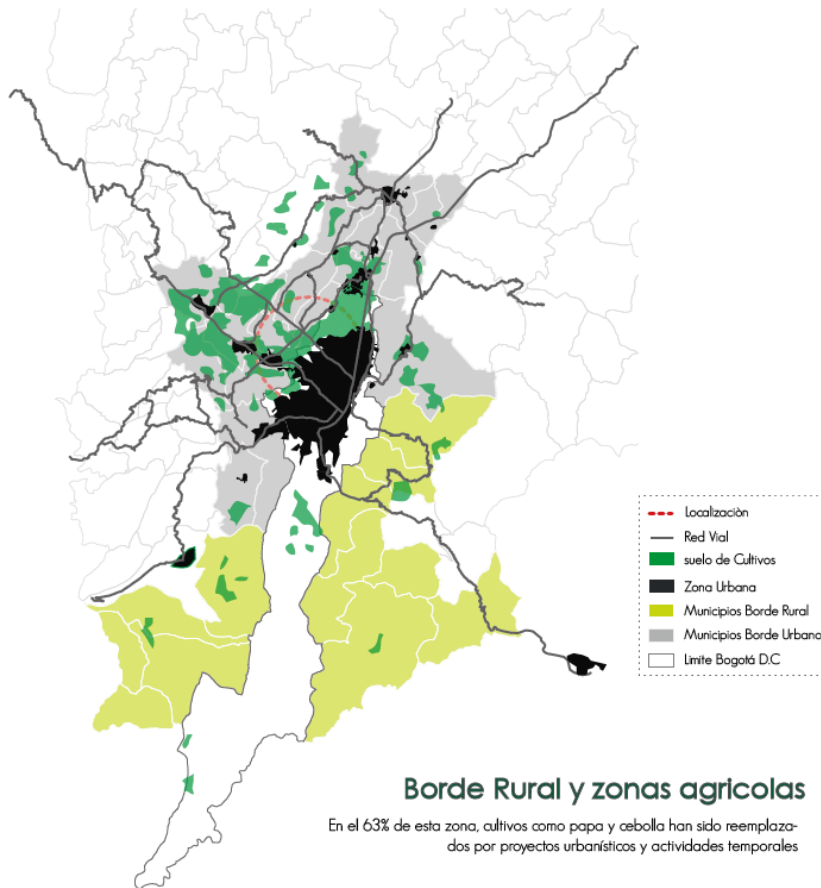 Localizaciòn
Red Vial
suelo de Cultivos
Zona Urbana
Municipios Borde Rural
Municipios Borde Urbano
Limite Bogotá D.C
Borde Rural y zonas agricolas
En el 63% de esta zona, cultivos como papa y cebolla han sido reemplaza-
dos por proyectos urbanísticos y actividades temporales